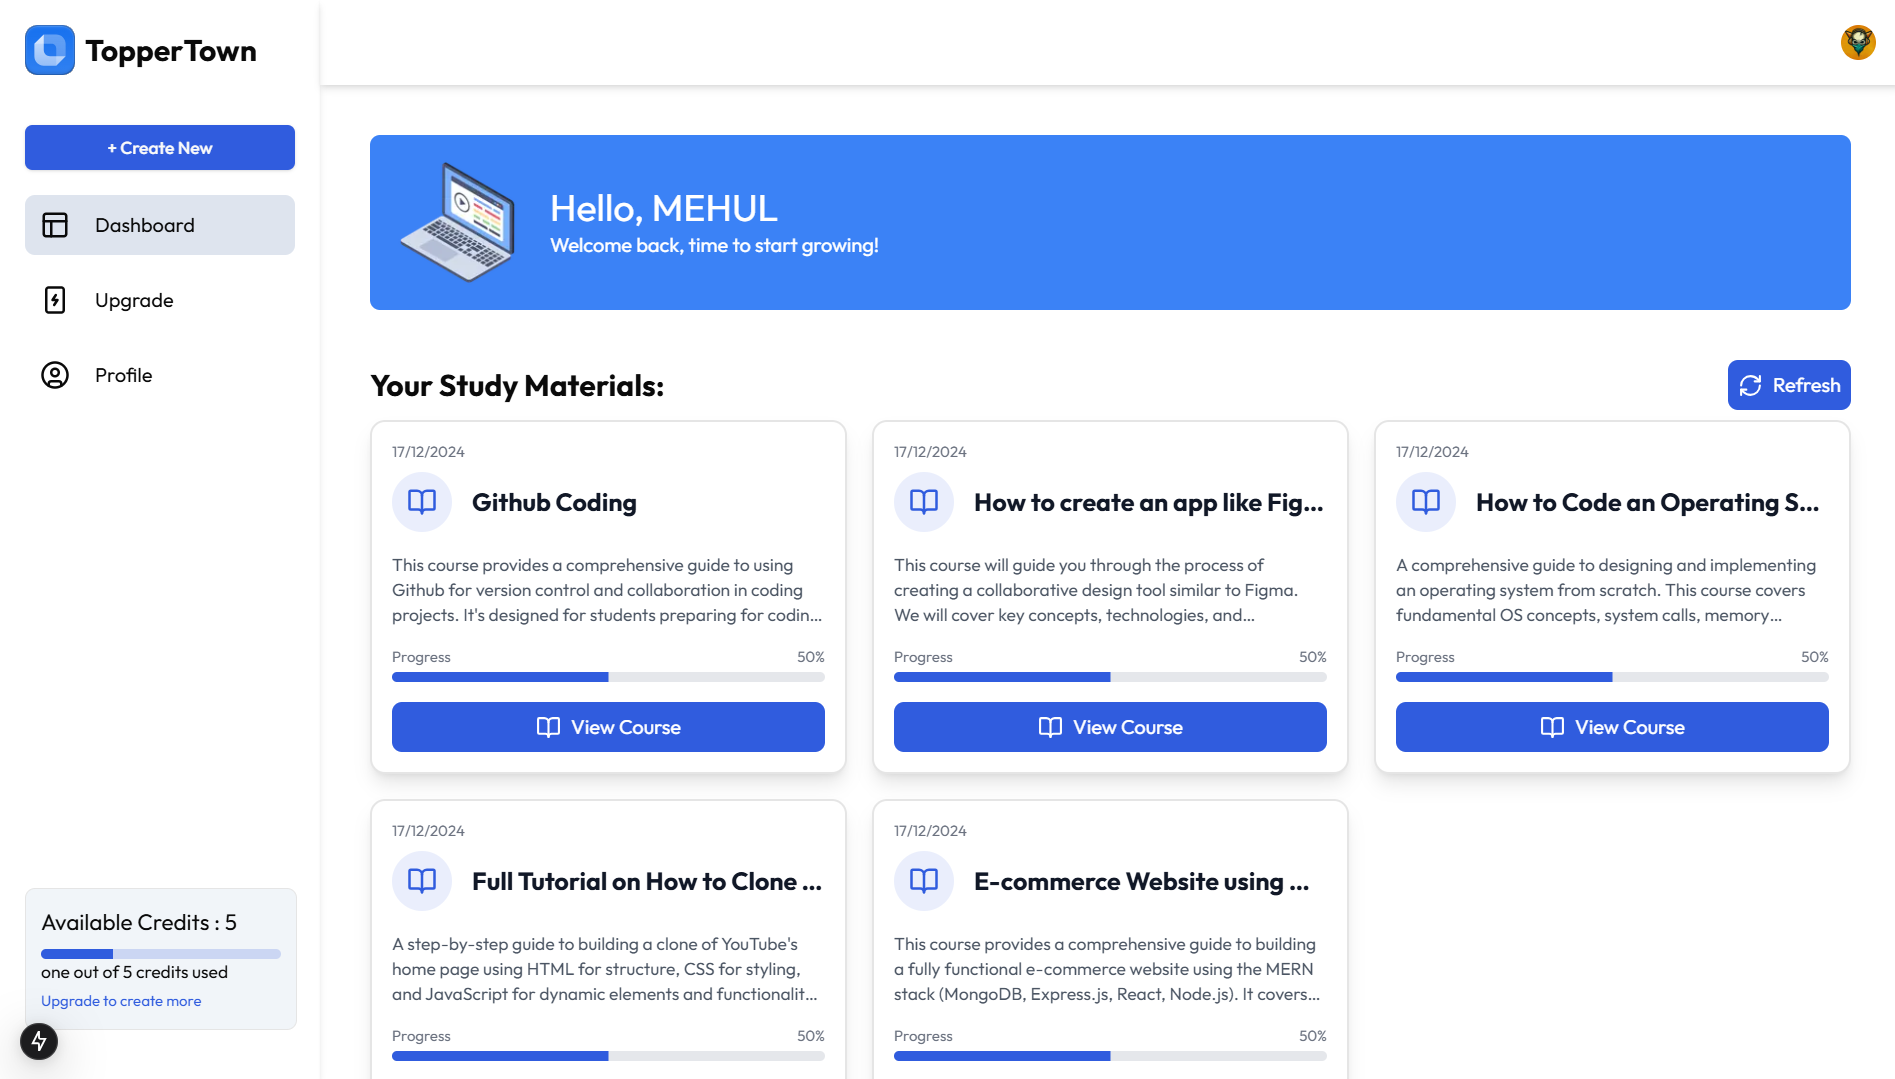 TopperTown
+ Create New
Dashboard
Upgrade
Profile
Available Credits : 5
one out of 5 credits used
Upgrade to create more
Hello, MEHUL
Welcome back, time to start growing!
Your Study Materials:
Refresh
17/12/2024
Github Coding
This course provides a comprehensive guide to using
Github for version control and collaboration in coding
projects. It's designed for students preparing for codin...
Progress 50%
View Course
17/12/2024
How to create an app like Fig...
This course will guide you through the process of
creating a collaborative design tool similar to Figma.
We will cover key concepts, technologies, and...
Progress 50%
View Course
17/12/2024
How to Code an Operating S...
A comprehensive guide to designing and implementing
an operating system from scratch. This course covers
fundamental OS concepts, system calls, memory...
Progress 50%
View Course
17/12/2024
Full Tutorial on How to Clone ...
A step-by-step guide to building a clone of YouTube's
home page using HTML for structure, CSS for styling,
and JavaScript for dynamic elements and functionalit...
Progress 50%
17/12/2024
E-commerce Website using ...
This course provides a comprehensive guide to building
a fully functional e-commerce website using the MERN
stack (MongoDB, Express.js, React, Node.js). It covers...
Progress 50%